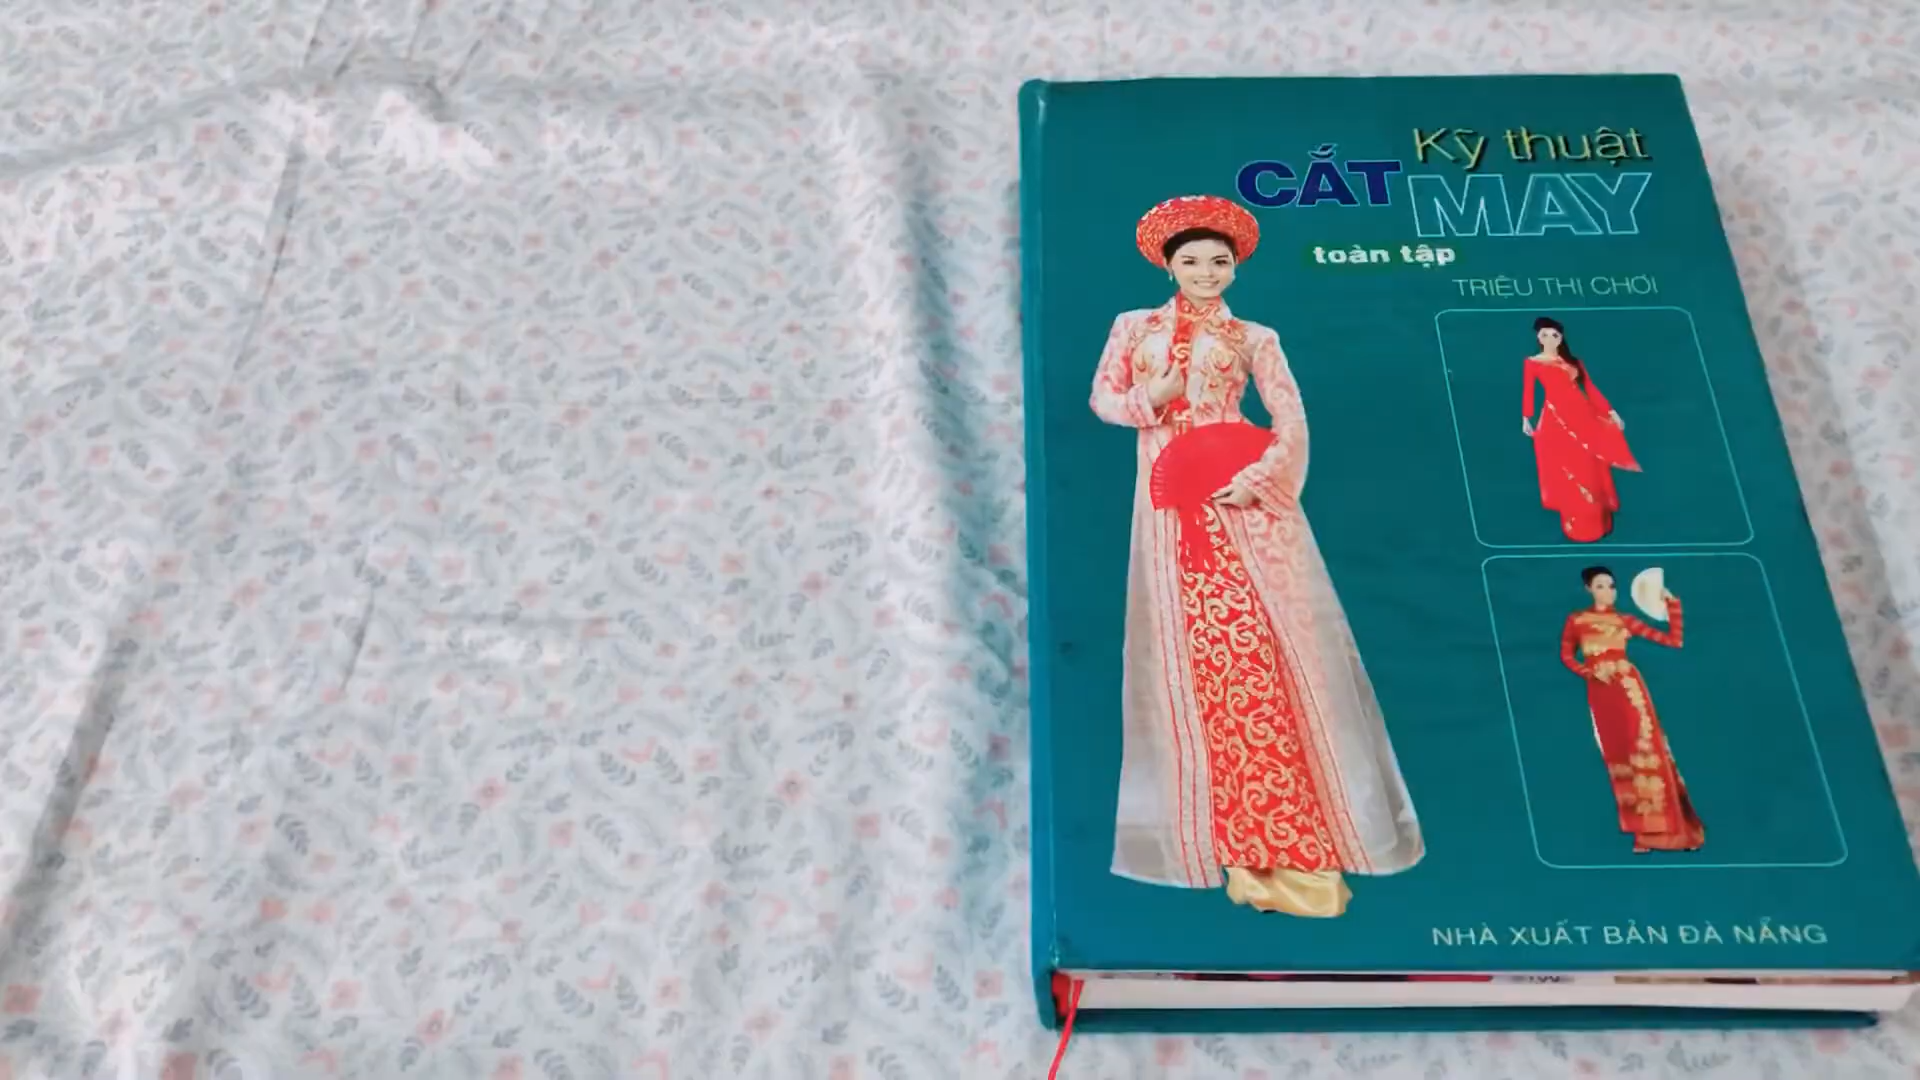 Kỹ thuật
CẮT MAY
toàn tập
TRIỆU THỊ CHƠI
NHÀ XUẤT BẢN ĐÀ NẴNG